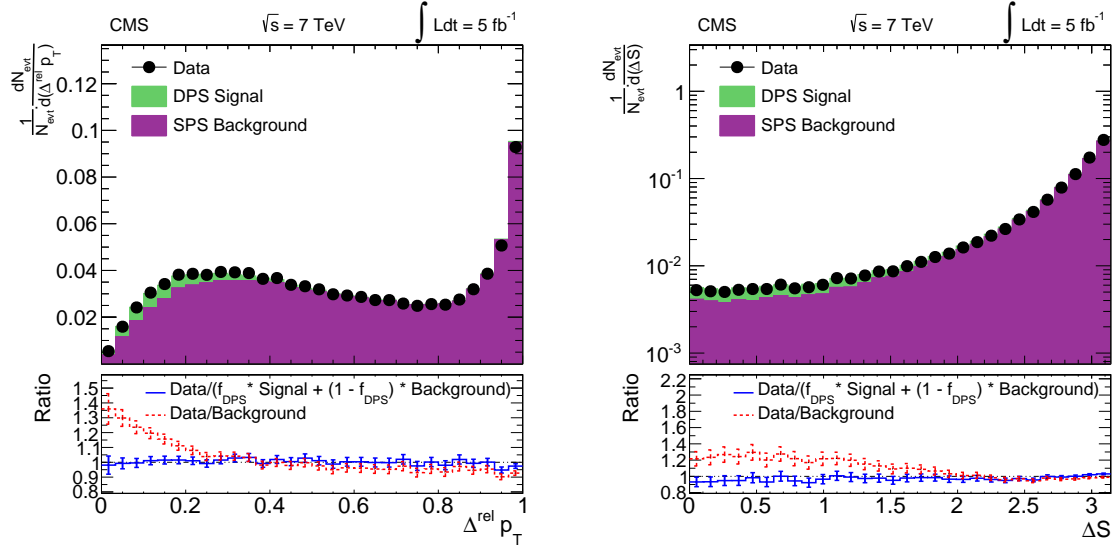 CMS √s = 7 TeV ∫ Ldt = 5 fb⁻¹
1/N_evt · dN_evt/d(Δ^rel p_T)
Data
DPS Signal
SPS Background
0.12
0.1
0.08
0.06
0.04
0.02
Ratio
Data/(f_DPS * Signal + (1 - f_DPS) * Background)
Data/Background
1.5
1.4
1.3
1.2
1.1
1.0
0.9
0.8
0 0.2 0.4 0.6 0.8 1
Δ^rel p_T
CMS √s = 7 TeV ∫ Ldt = 5 fb⁻¹
1/N_evt · dN_evt/d(ΔS)
Data
DPS Signal
SPS Background
1
10⁻¹
10⁻²
10⁻³
Ratio
Data/(f_DPS * Signal + (1 - f_DPS) * Background)
Data/Background
2.2
2.0
1.8
1.6
1.4
1.2
1.0
0.8
0 0.5 1 1.5 2 2.5 3
ΔS